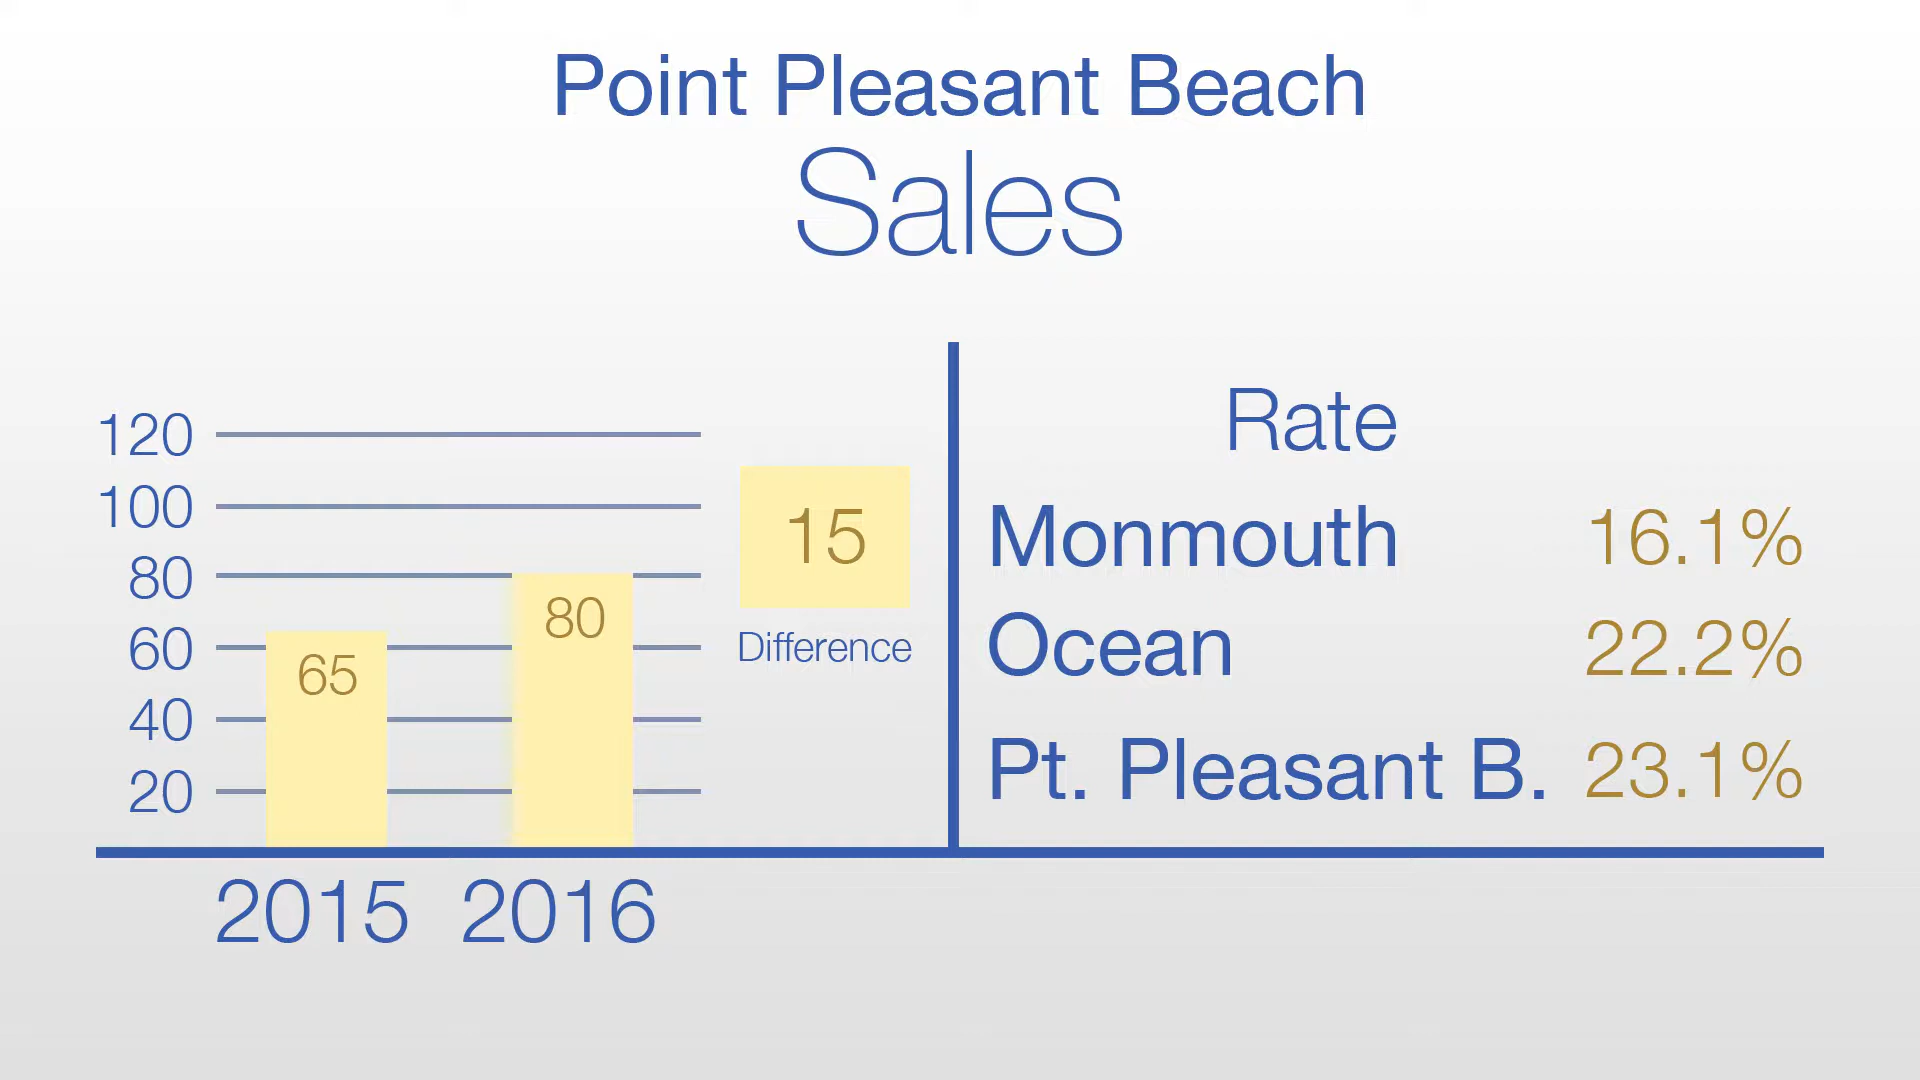 Point Pleasant Beach
Sales
120
100
80
60
40
20
65
80
2015 2016
15
Difference
Rate
Monmouth 16.1%
Ocean 22.2%
Pt. Pleasant B. 23.1%